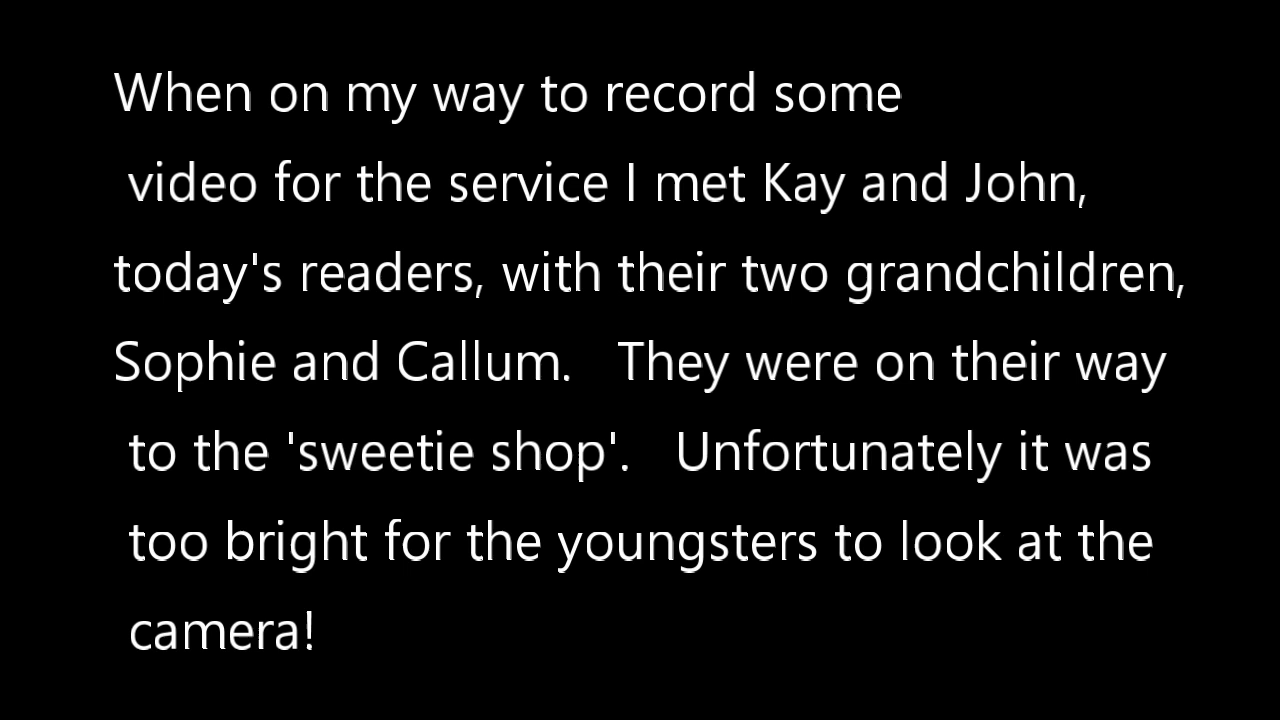 When on my way to record some
video for the service I met Kay and John,
today's readers, with their two grandchildren,
Sophie and Callum.   They were on their way
to the 'sweetie shop'.   Unfortunately it was
too bright for the youngsters to look at the
camera!